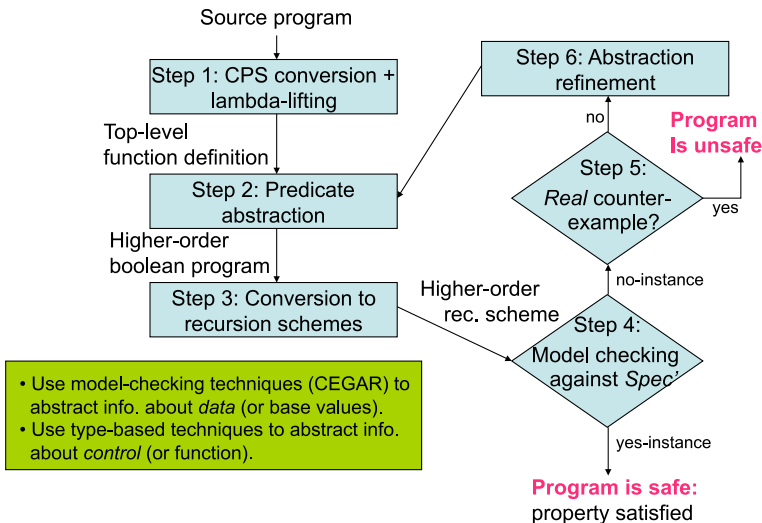 Source program
Step 1: CPS conversion +
lambda-lifting
Top-level
function definition
Step 2: Predicate
abstraction
Higher-order
boolean program
Step 3: Conversion to
recursion schemes
Higher-order
rec. scheme
Step 4:
Model checking
against Spec'
no-instance
yes-instance
Step 5:
Real counter-
example?
no
yes
Step 6: Abstraction
refinement
Program
Is unsafe
Program is safe:
property satisfied
• Use model-checking techniques (CEGAR) to
abstract info. about data (or base values).
• Use type-based techniques to abstract info.
about control (or function).